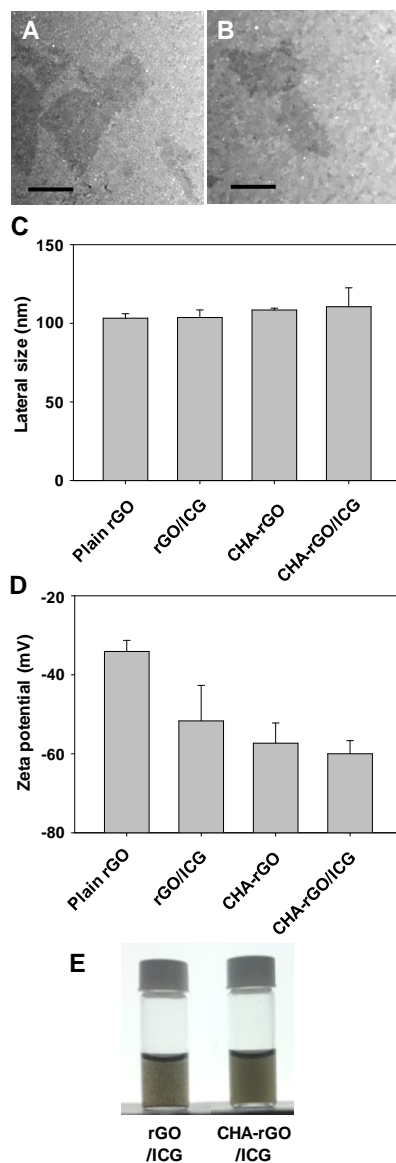 A
B
C
150
100
50
0
Lateral size (nm)
Plain rGO
rGO/ICG
CHA-rGO
CHA-rGO/ICG
D
-20
-40
-60
-80
Zeta potential (mV)
Plain rGO
rGO/ICG
CHA-rGO
CHA-rGO/ICG
E
rGO
/ICG
CHA-rGO
/ICG